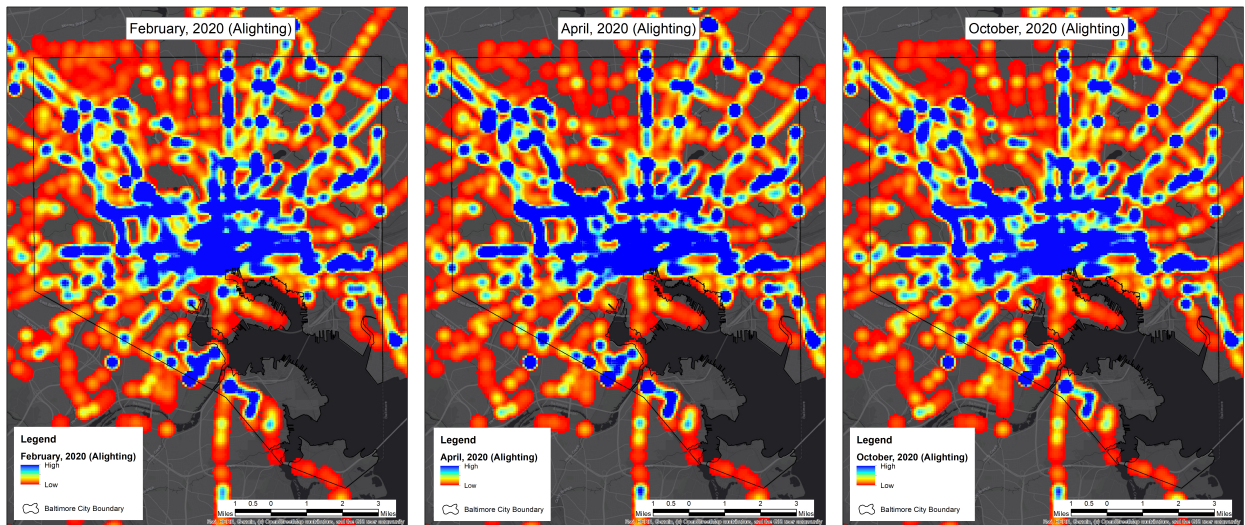 February, 2020 (Alighting)
Legend
February, 2020 (Alighting)
High
Low
Baltimore City Boundary
1 0.5 0 1 2 3
Miles
April, 2020 (Alighting)
Legend
April, 2020 (Alighting)
High
Low
Baltimore City Boundary
1 0.5 0 1 2 3
Miles
October, 2020 (Alighting)
Legend
October, 2020 (Alighting)
High
Low
Baltimore City Boundary
1 0.5 0 1 2 3
Miles